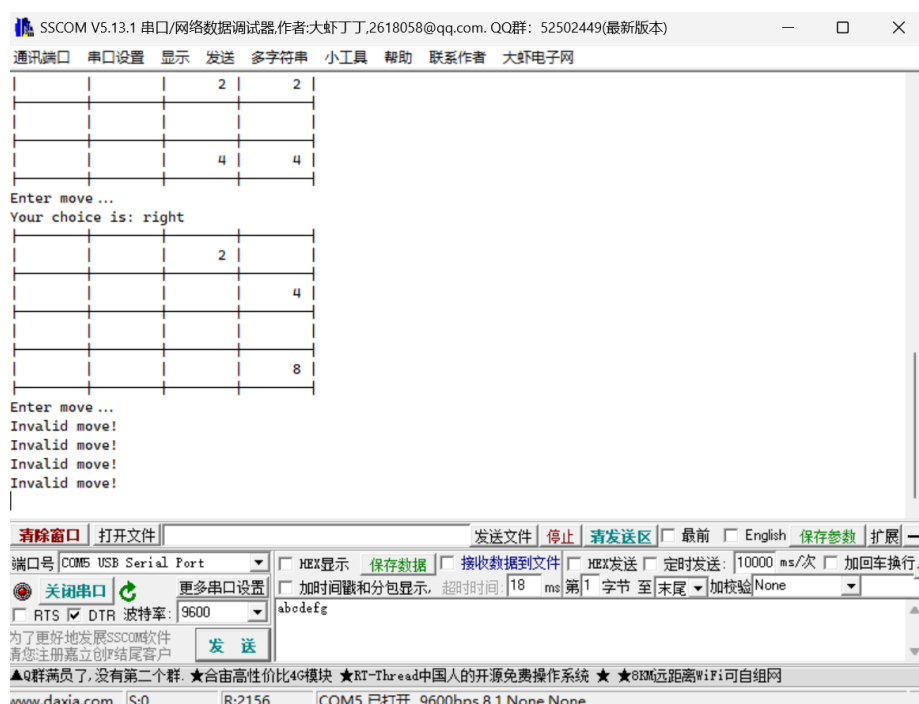 SSCOM V5.13.1 串口/网络数据调试器,作者:大虾丁丁,2618058@qq.com. QQ群: 52502449(最新版本)
通讯端口 串口设置 显示 发送 多字符串 小工具 帮助 联系作者 大虾电子网
2 2
4 4
Enter move...
Your choice is: right
2
4
8
Enter move...
Invalid move!
Invalid move!
Invalid move!
Invalid move!
清除窗口 打开文件 发送文件 停止 清发送区 最前 English 保存参数 扩展
端口号 COM5 USB Serial Port HEX显示 保存数据 接收数据到文件 HEX发送 定时发送: 10000 ms/次 加回车换行
关闭串口 更多串口设置 加时间戳和分包显示, 超时时间: 18 ms 第1 字节 至 末尾 加校验 None
RTS DTR 波特率: 9600 abcdefg
为了更好地发展SSCOM软件
请您注册嘉立创F结尾客户
发 送
▲Q群满员了,没有第二个群. ★合宙高性价比4G模块 ★RT-Thread中国人的开源免费操作系统 ★ ★8KM远距离WiFi可自组网
www.daxia.com S:0 R:2156 COM5 已打开 9600bps,8,1,None,None